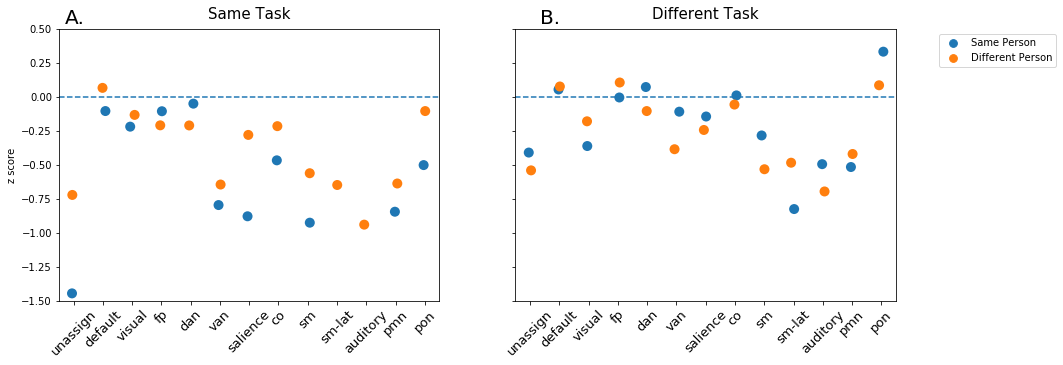 A.
Same Task
B.
Different Task
Same Person
Different Person
z score
0.50
0.25
0.00
−0.25
−0.50
−0.75
−1.00
−1.25
−1.50
unassign
default
visual
fp
dan
van
salience
co
sm
sm-lat
auditory
pmn
pon
unassign
default
visual
fp
dan
van
salience
co
sm
sm-lat
auditory
pmn
pon